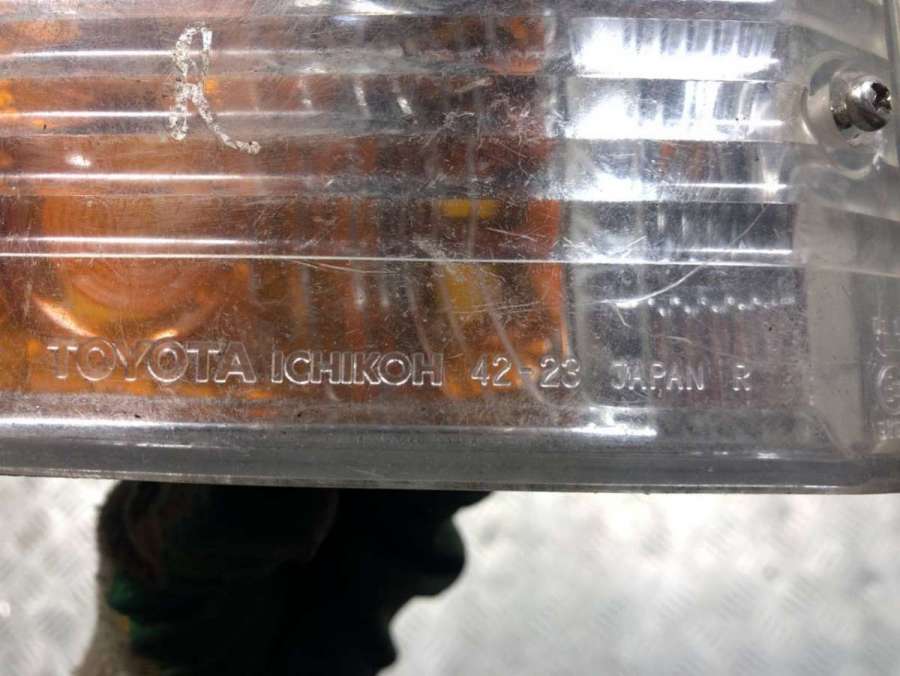 R
TOYOTA ICHIKOH 42-23 JAPAN R